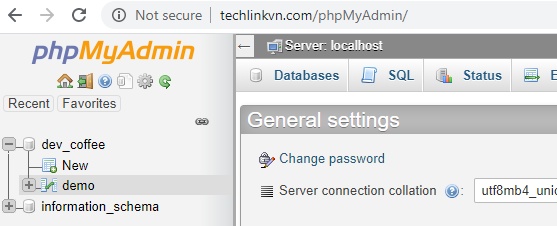 Not secure | techlinkvn.com/phpMyAdmin/
phpMyAdmin
Recent Favorites
dev_coffee
New
demo
information_schema
Server: localhost
Databases SQL Status
General settings
Change password
Server connection collation